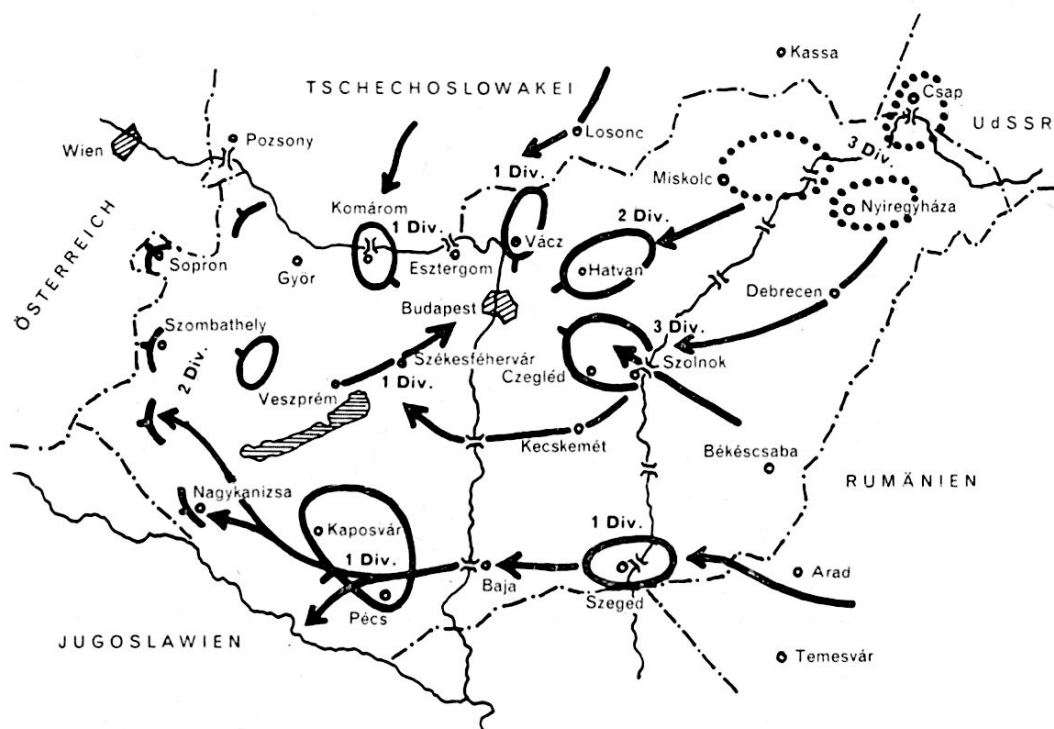 Kassa
TSCHECHOSLOWAKEI
Csap
UdSSR
Losonc
Pozsony
Wien
3 Div.
1 Div.
Miskolc
Nyiregyháza
Komárom
1 Div.
2 Div.
Vácz
Sopron
Györ
Esztergom
Hatvan
ÖSTERREICH
Debrecen
Budapest
Szombathely
3 Div.
Székesféhervár
Szolnok
2 Div.
Czegléd
1 Div.
Veszprém
Kecskemét
Békéscsaba
RUMÄNIEN
Nagykanizsa
Kaposvár
1 Div.
1 Div.
Baja
Arad
Szeged
Pécs
JUGOSLAWIEN
Temesvár